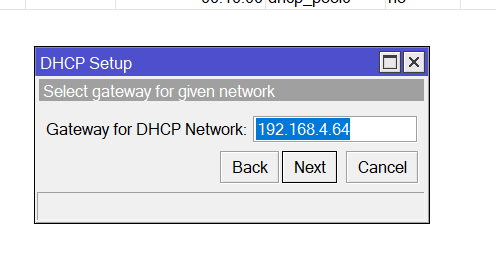 DHCP Setup
Select gateway for given network
Gateway for DHCP Network: 192.168.4.64
Back Next Cancel